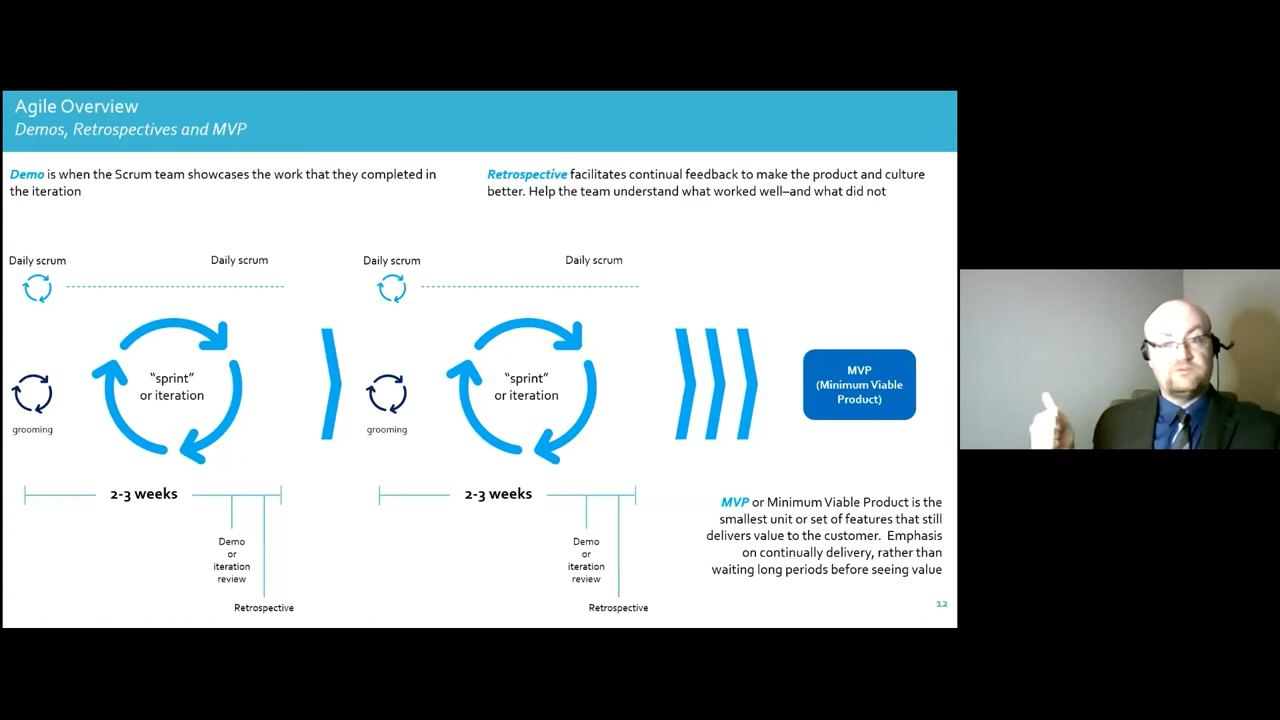 Agile Overview
Demos, Retrospectives and MVP
Demo is when the Scrum team showcases the work that they completed in
the iteration
Retrospective facilitates continual feedback to make the product and culture
better. Help the team understand what worked well–and what did not
Daily scrum
Daily scrum
Daily scrum
Daily scrum
"sprint"
or iteration
grooming
"sprint"
or iteration
grooming
MVP
(Minimum Viable
Product)
2-3 weeks
2-3 weeks
Demo
or
iteration
review
Retrospective
Demo
or
iteration
review
Retrospective
MVP or Minimum Viable Product is the
smallest unit or set of features that still
delivers value to the customer. Emphasis
on continually delivery, rather than
waiting long periods before seeing value
12